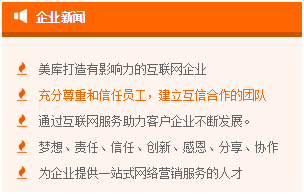 企业新闻
美库打造有影响力的互联网企业
充分尊重和信任员工，建立互信合作的团队
通过互联网服务助力客户企业不断发展。
梦想、责任、信任、创新、感恩、分享、协作
为企业提供一站式网络营销服务的人才